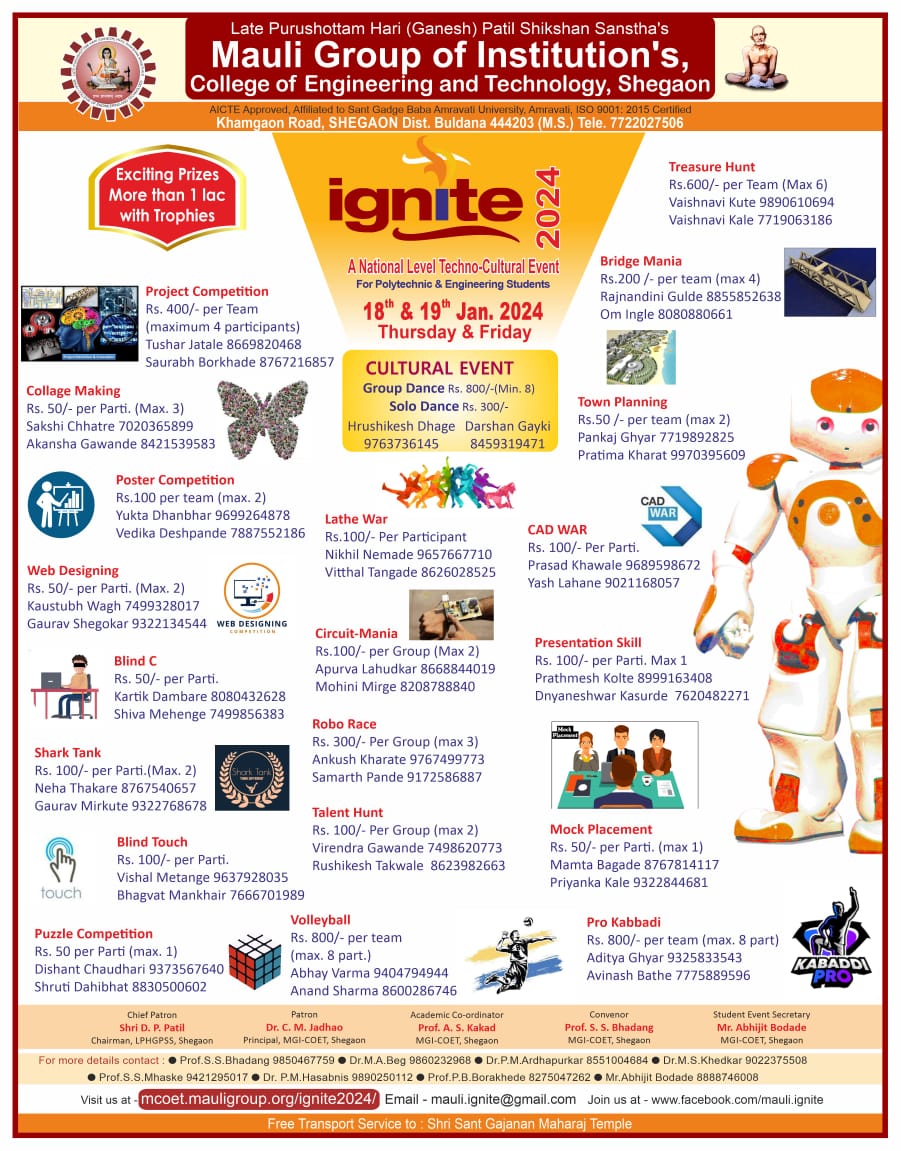 Late Purushottam Hari (Ganesh) Patil Shikshan Sanstha's
Mauli Group of Institution's,
College of Engineering and Technology, Shegaon
AICTE Approved, Affiliated to Sant Gadge Baba Amravati University, Amravati, ISO 9001: 2015 Certified
Khamgaon Road, SHEGAON Dist. Buldana 444203 (M.S.) Tele. 7722027506
Exciting Prizes
More than 1 lac
with Trophies
ignite
2024
A National Level Techno-Cultural Event
For Polytechnic & Engineering Students
18th & 19th Jan. 2024
Thursday & Friday
CULTURAL EVENT
Group Dance Rs. 800/-(Min. 8)
Solo Dance Rs. 300/-
Hrushikesh Dhage Darshan Gayki
9763736145 8459319471
Treasure Hunt
Rs.600/- per Team (Max 6)
Vaishnavi Kute 9890610694
Vaishnavi Kale 7719063186
Bridge Mania
Rs.200 /- per team (max 4)
Rajnandini Gulde 8855852638
Om Ingle 8080880661
Project Competition
Rs. 400/- per Team
(maximum 4 participants)
Tushar Jatale 8669820468
Saurabh Borkhade 8767216857
Collage Making
Rs. 50/- per Parti. (Max. 3)
Sakshi Chhatre 7020365899
Akansha Gawande 8421539583
Town Planning
Rs.50 /- per team (max 2)
Pankaj Ghyar 7719892825
Pratima Kharat 9970395609
Poster Competition
Rs.100 per team (max. 2)
Yukta Dhanbhar 9699264878
Vedika Deshpande 7887552186
Lathe War
Rs.100/- Per Participant
Nikhil Nemade 9657667710
Vitthal Tangade 8626028525
CAD
WAR
CAD WAR
Rs. 100/- Per Parti.
Prasad Khawale 9689598672
Yash Lahane 9021168057
Web Designing
Rs. 50/- per Parti. (Max. 2)
Kaustubh Wagh 7499328017
Gaurav Shegokar 9322134544
WEB DESIGNING
COMPETITION
Circuit-Mania
Rs.100/- per Group (Max 2)
Apurva Lahudkar 8668844019
Mohini Mirge 8208788840
Presentation Skill
Rs. 100/- per Parti. Max 1
Prathmesh Kolte 8999163408
Dnyaneshwar Kasurde 7620482271
Blind C
Rs. 50/- per Parti.
Kartik Dambare 8080432628
Shiva Mehenge 7499856383
Robo Race
Rs. 300/- Per Group (max 3)
Ankush Kharate 9767499773
Samarth Pande 9172586887
Shark Tank
Rs. 100/- per Parti.(Max. 2)
Neha Thakare 8767540657
Gaurav Mirkute 9322768678
Shark Tank
Mock
Placement
Talent Hunt
Rs. 100/- Per Group (max 2)
Virendra Gawande 7498620773
Rushikesh Takwale 8623982663
Mock Placement
Rs. 50/- per Parti. (max 1)
Mamta Bagade 8767814117
Priyanka Kale 9322844681
touch
Blind Touch
Rs. 100/- per Parti.
Vishal Metange 9637928035
Bhagvat Mankhair 7666701989
Puzzle Competition
Rs. 50 per Parti (max. 1)
Dishant Chaudhari 9373567640
Shruti Dahibhat 8830500602
Volleyball
Rs. 800/- per team
(max. 8 part.)
Abhay Varma 9404794944
Anand Sharma 8600286746
Pro Kabbadi
Rs. 800/- per team (max. 8 part)
Aditya Ghyar 9325833543
Avinash Bathe 7775889596
KABADDI
PRO
Chief Patron
Shri D. P. Patil
Chairman, LPHGPSS, Shegaon
Patron
Dr. C. M. Jadhao
Principal, MGI-COET, Shegaon
Academic Co-ordinator
Prof. A. S. Kakad
MGI-COET, Shegaon
Convenor
Prof. S. S. Bhadang
MGI-COET, Shegaon
Student Event Secretary
Mr. Abhijit Bodade
MGI-COET, Shegaon
For more details contact : ● Prof.S.S.Bhadang 9850467759 ● Dr.M.A.Beg 9860232968 ● Dr.P.M.Ardhapurkar 8551004684 ● Dr.M.S.Khedkar 9022375508
● Prof.S.S.Mhaske 9421295017 ● Dr. P.M.Hasabnis 9890250112 ● Prof.P.B.Borakhede 8275047262 ● Mr.Abhijit Bodade 8888746008
Visit us at - mcoet.mauligroup.org/ignite2024/ Email - mauli.ignite@gmail.com Join us at - www.facebook.com/mauli.ignite
Free Transport Service to : Shri Sant Gajanan Maharaj Temple